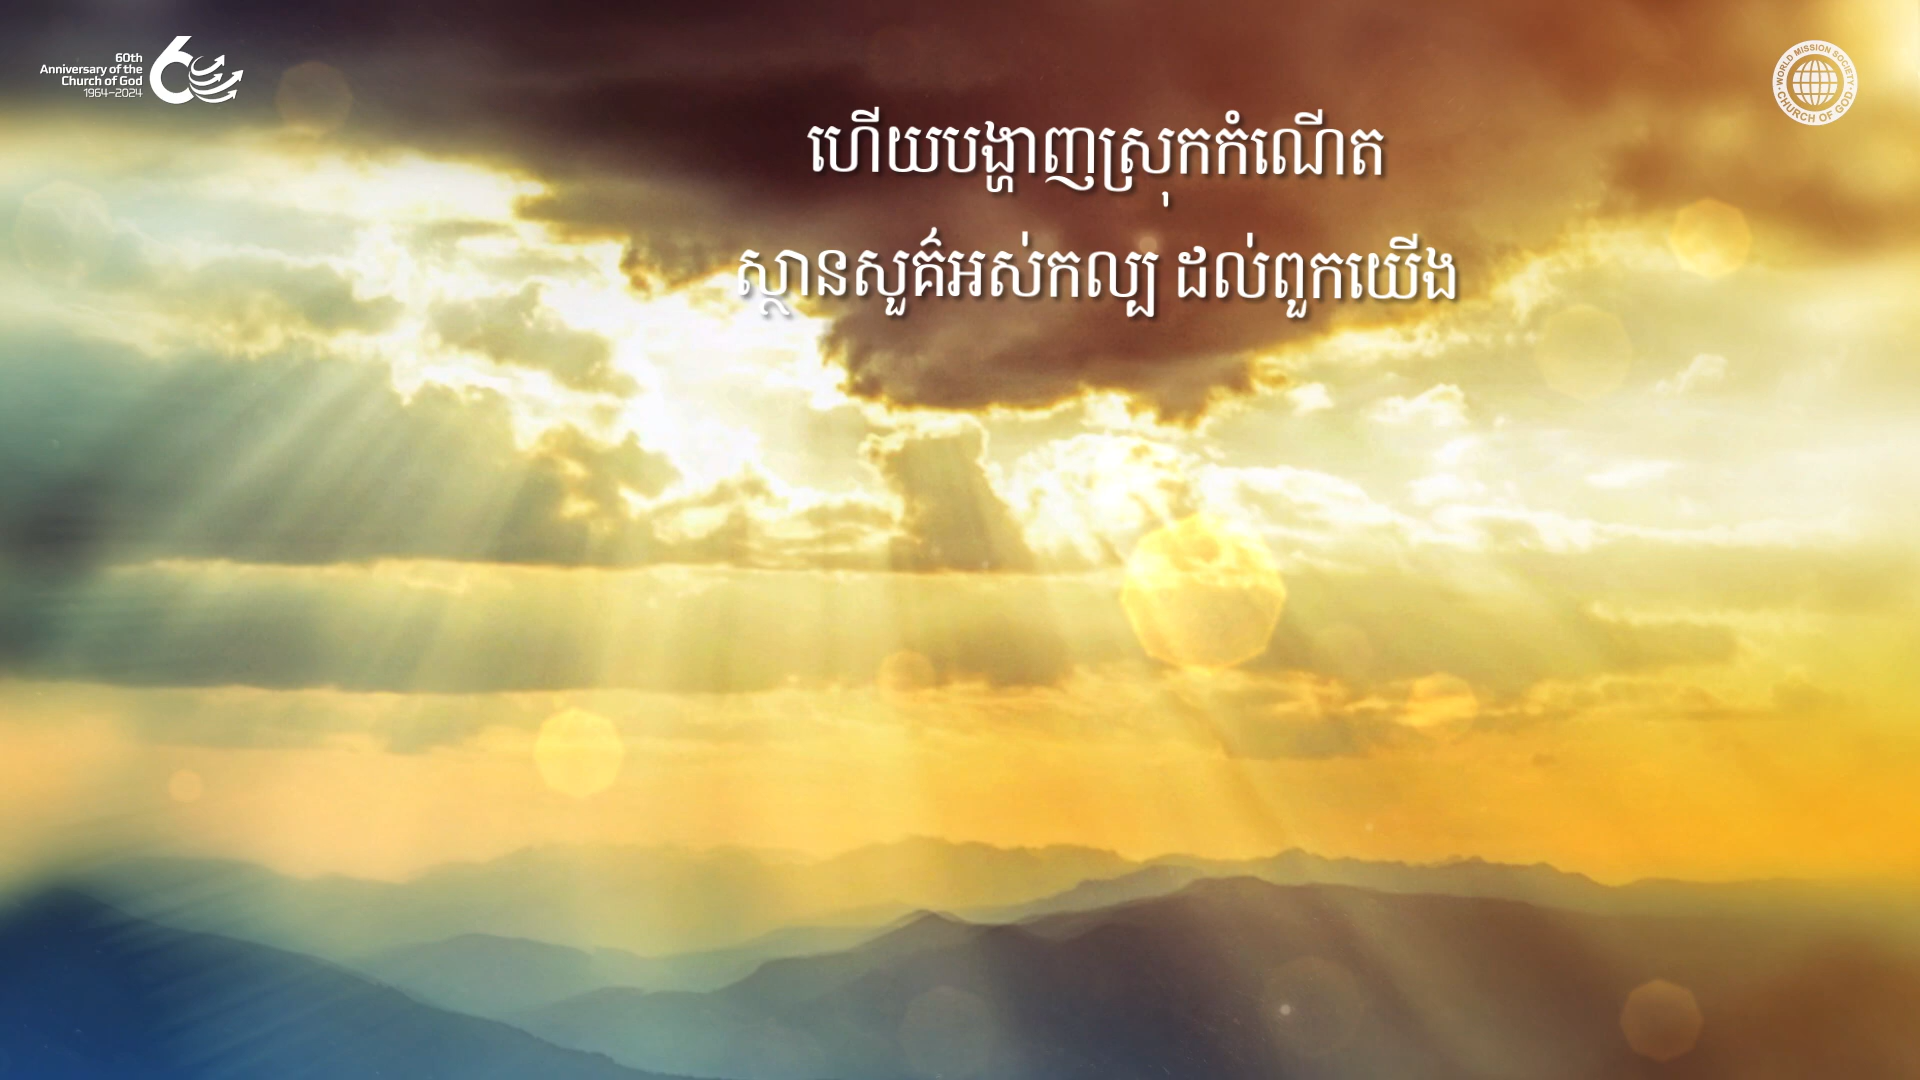 60th
Anniversary of the
Church of God
1964–2024
60
WORLD MISSION SOCIETY
CHURCH OF GOD
ហើយបង្ហាញស្រុកកំណើត
ស្ថានសួគ៌អស់កល្ប ដល់ពួកយើង